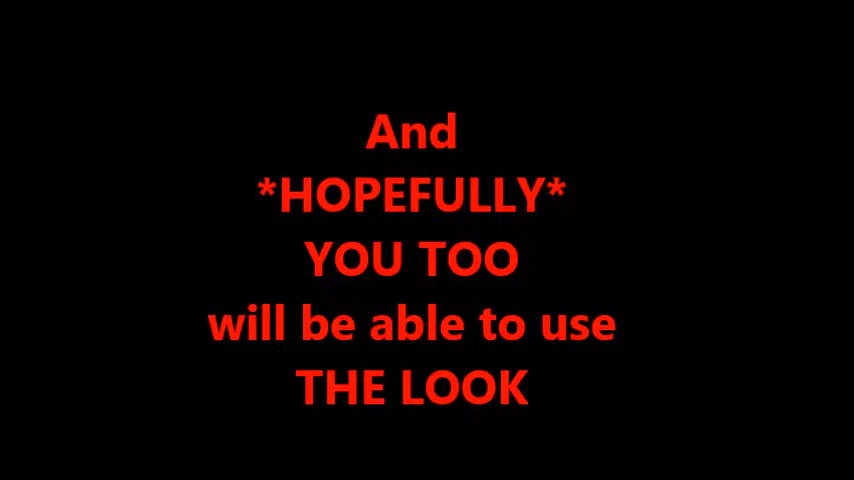 And
*HOPEFULLY*
YOU TOO
will be able to use
THE LOOK